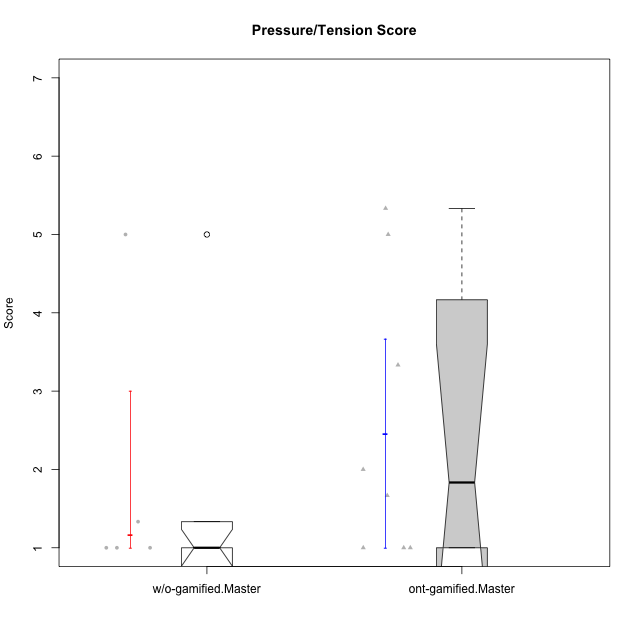 Pressure/Tension Score
7
6
5
4
3
2
1
Score
w/o-gamified.Master
ont-gamified.Master